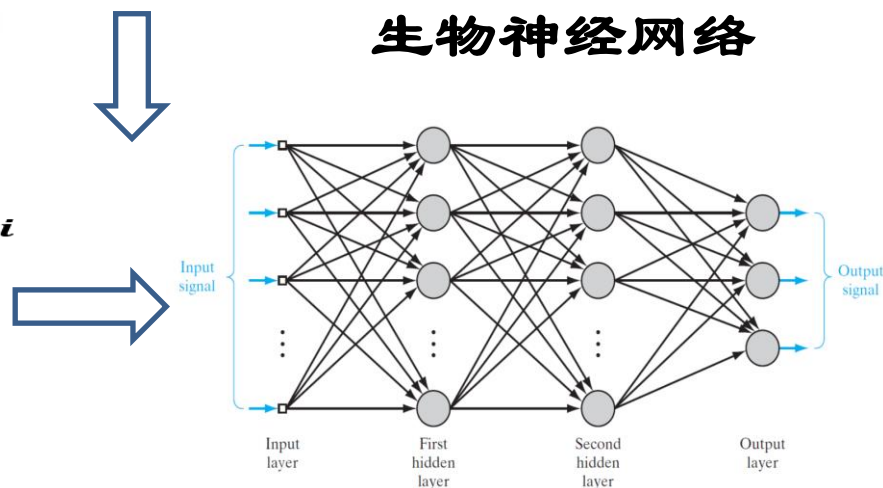 生物神经网络
i
Input
signal
Output
signal
Input
layer
First
hidden
layer
Second
hidden
layer
Output
layer